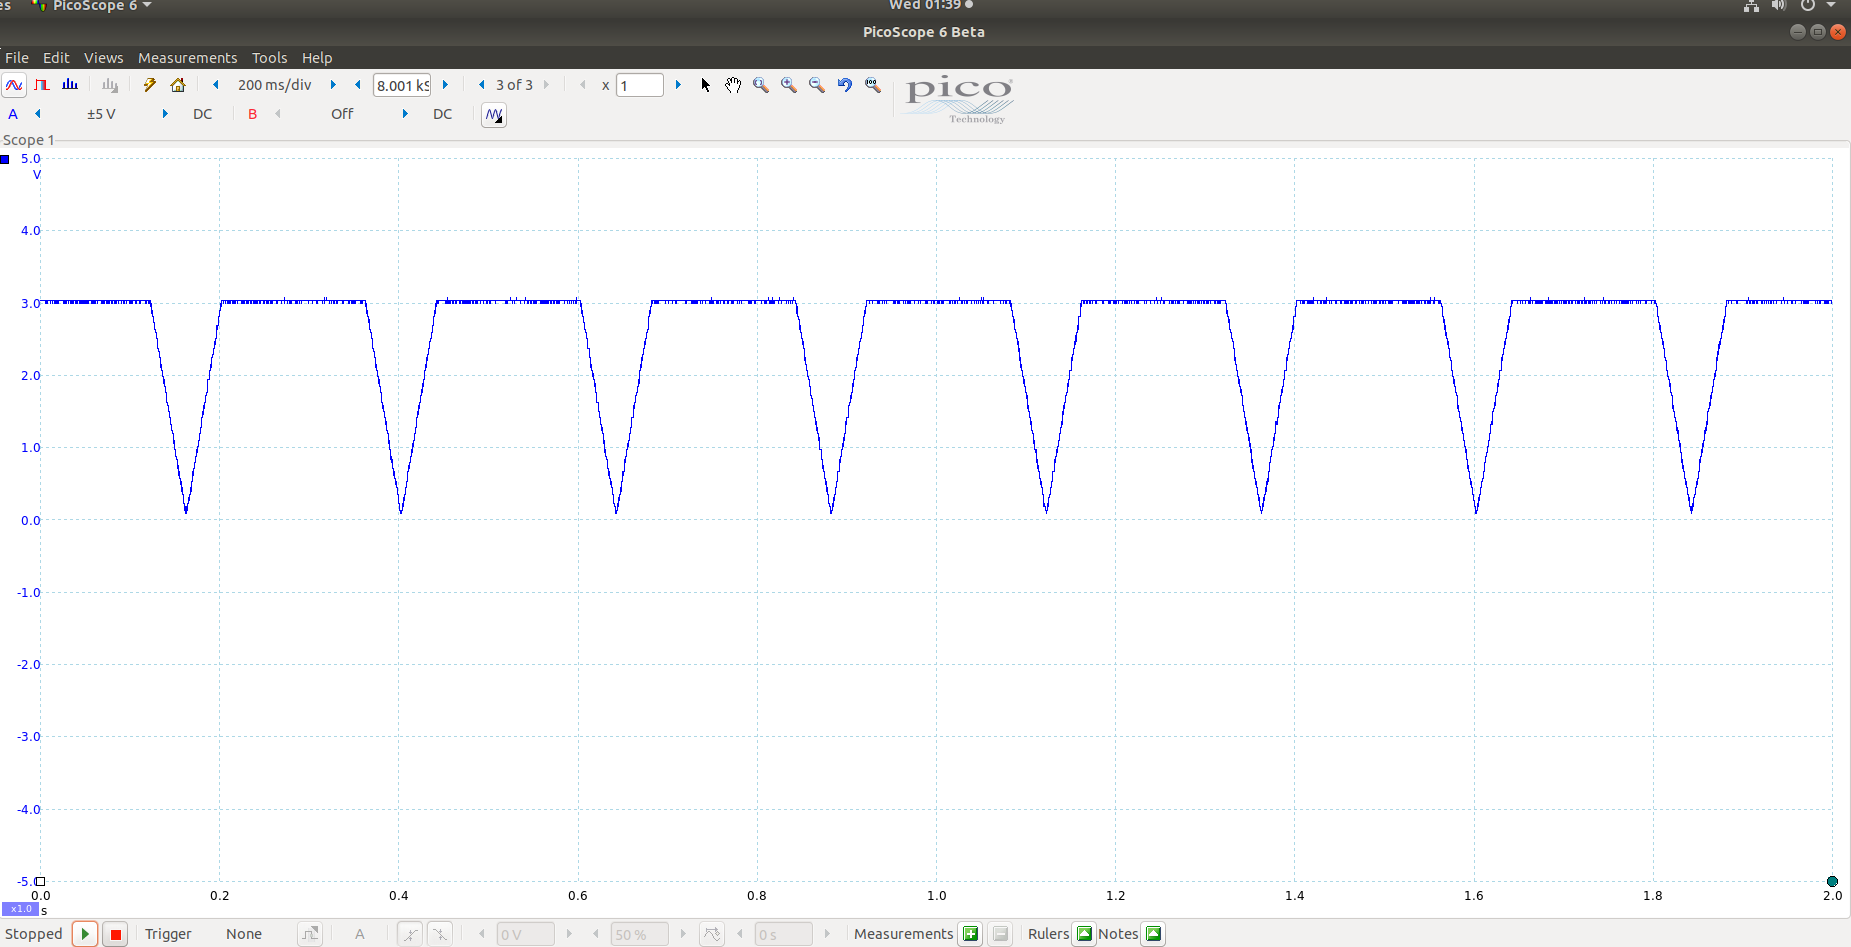 es PicoScope 6 Wed 01:39
PicoScope 6 Beta
File Edit Views Measurements Tools Help
200 ms/div 8.001 kS 3 of 3 x 1
pico
Technology
A ±5 V DC B Off DC
Scope 1
5.0
V
4.0
3.0
2.0
1.0
0.0
-1.0
-2.0
-3.0
-4.0
-5.0
0.0 0.2 0.4 0.6 0.8 1.0 1.2 1.4 1.6 1.8 2.0
x1.0 s
Stopped Trigger None A 0 V 50 % 0 s Measurements Rulers Notes